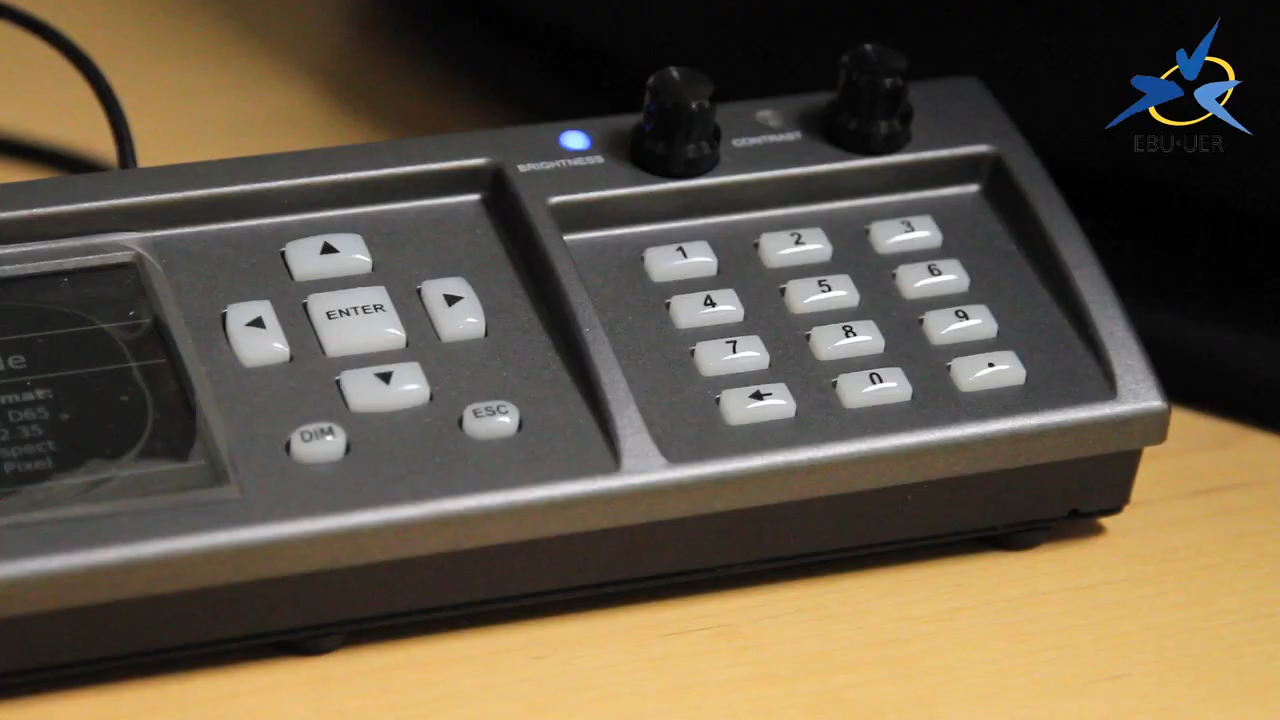 EBU·UER
BRIGHTNESS
CONTRAST
ENTER
DIM
ESC
1
2
3
4
5
6
7
8
9
0
.
D65
2.35
Pixel